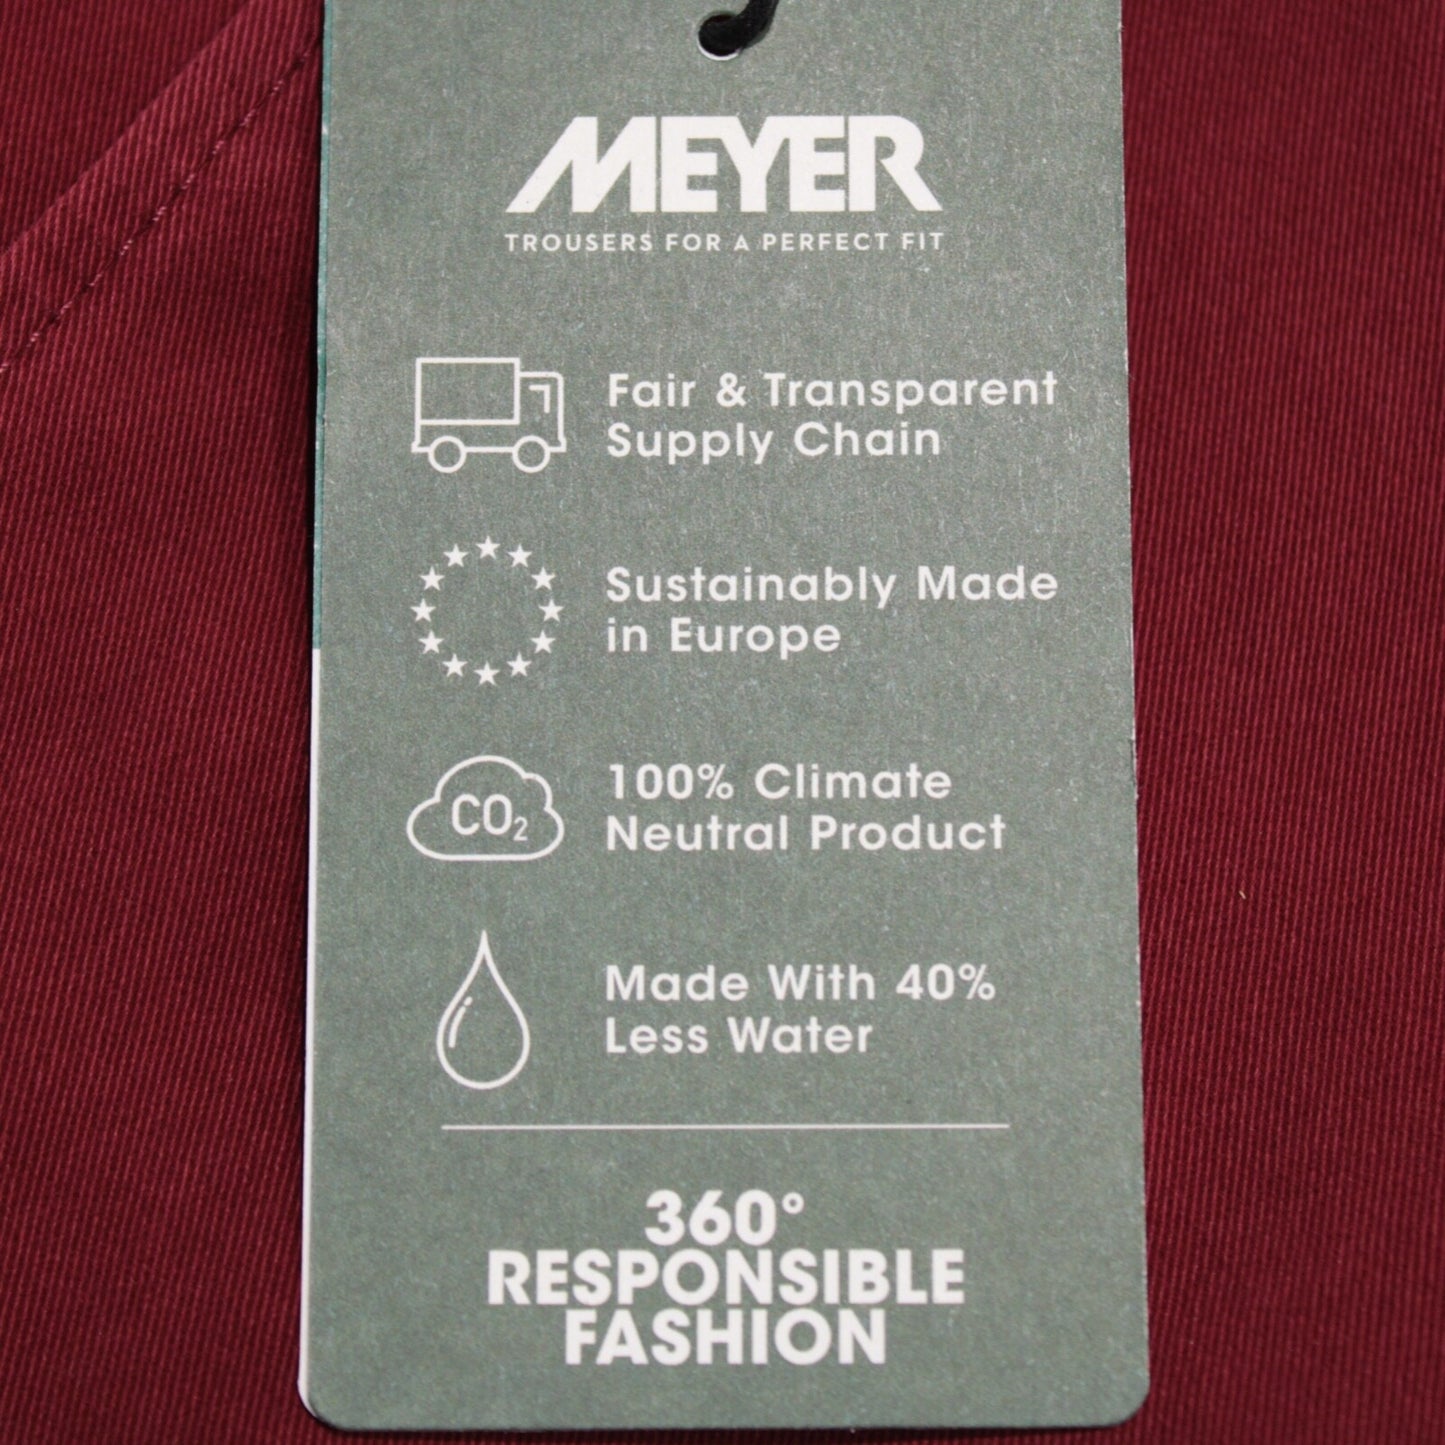 MEYER
TROUSERS FOR A PERFECT FIT
Fair & Transparent
Supply Chain
Sustainably Made
in Europe
CO₂
100% Climate
Neutral Product
Made With 40%
Less Water
360°
RESPONSIBLE
FASHION